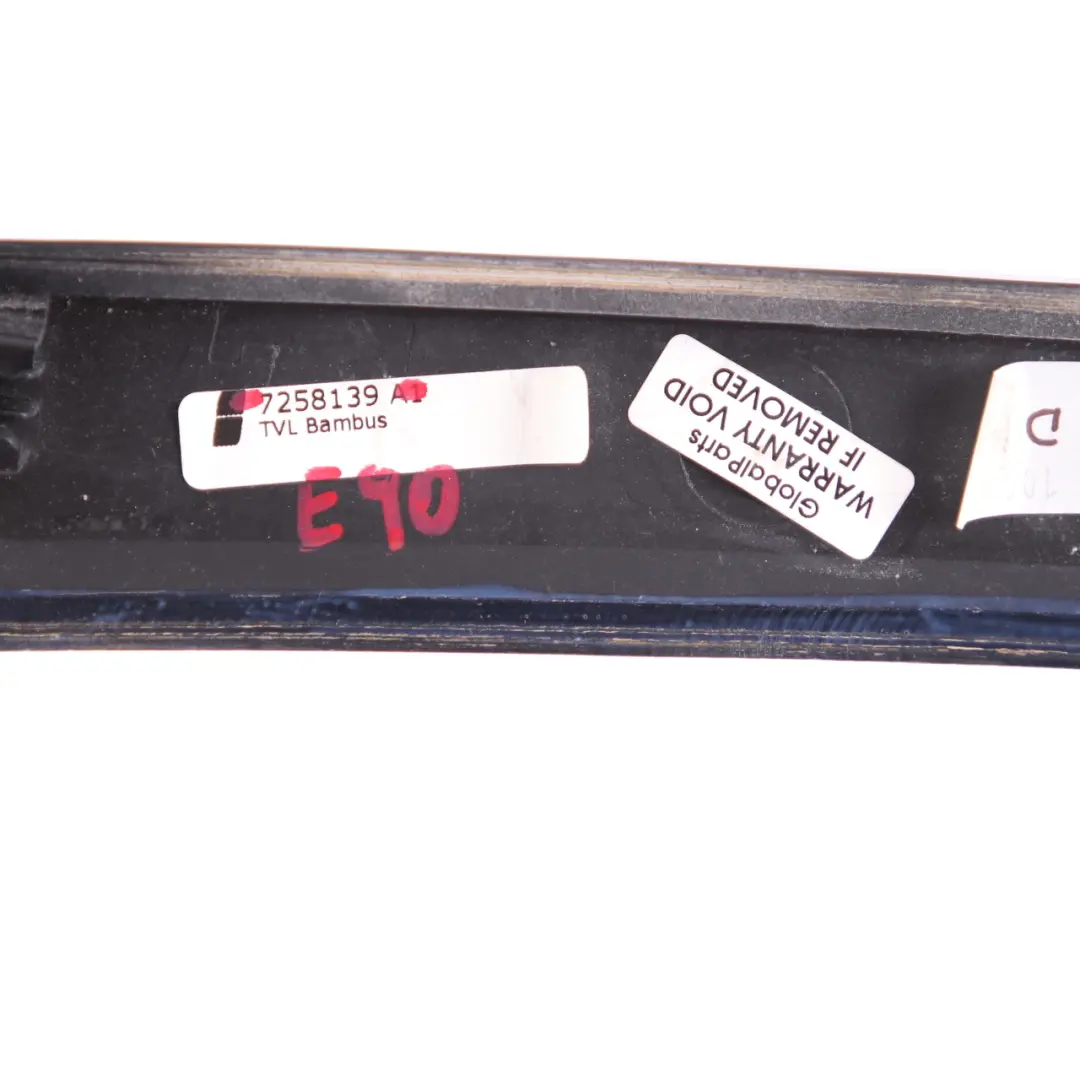 7258139 A1
TVL Bambus
E90
GlobalParts
WARRANTY VOID
IF REMOVED
D